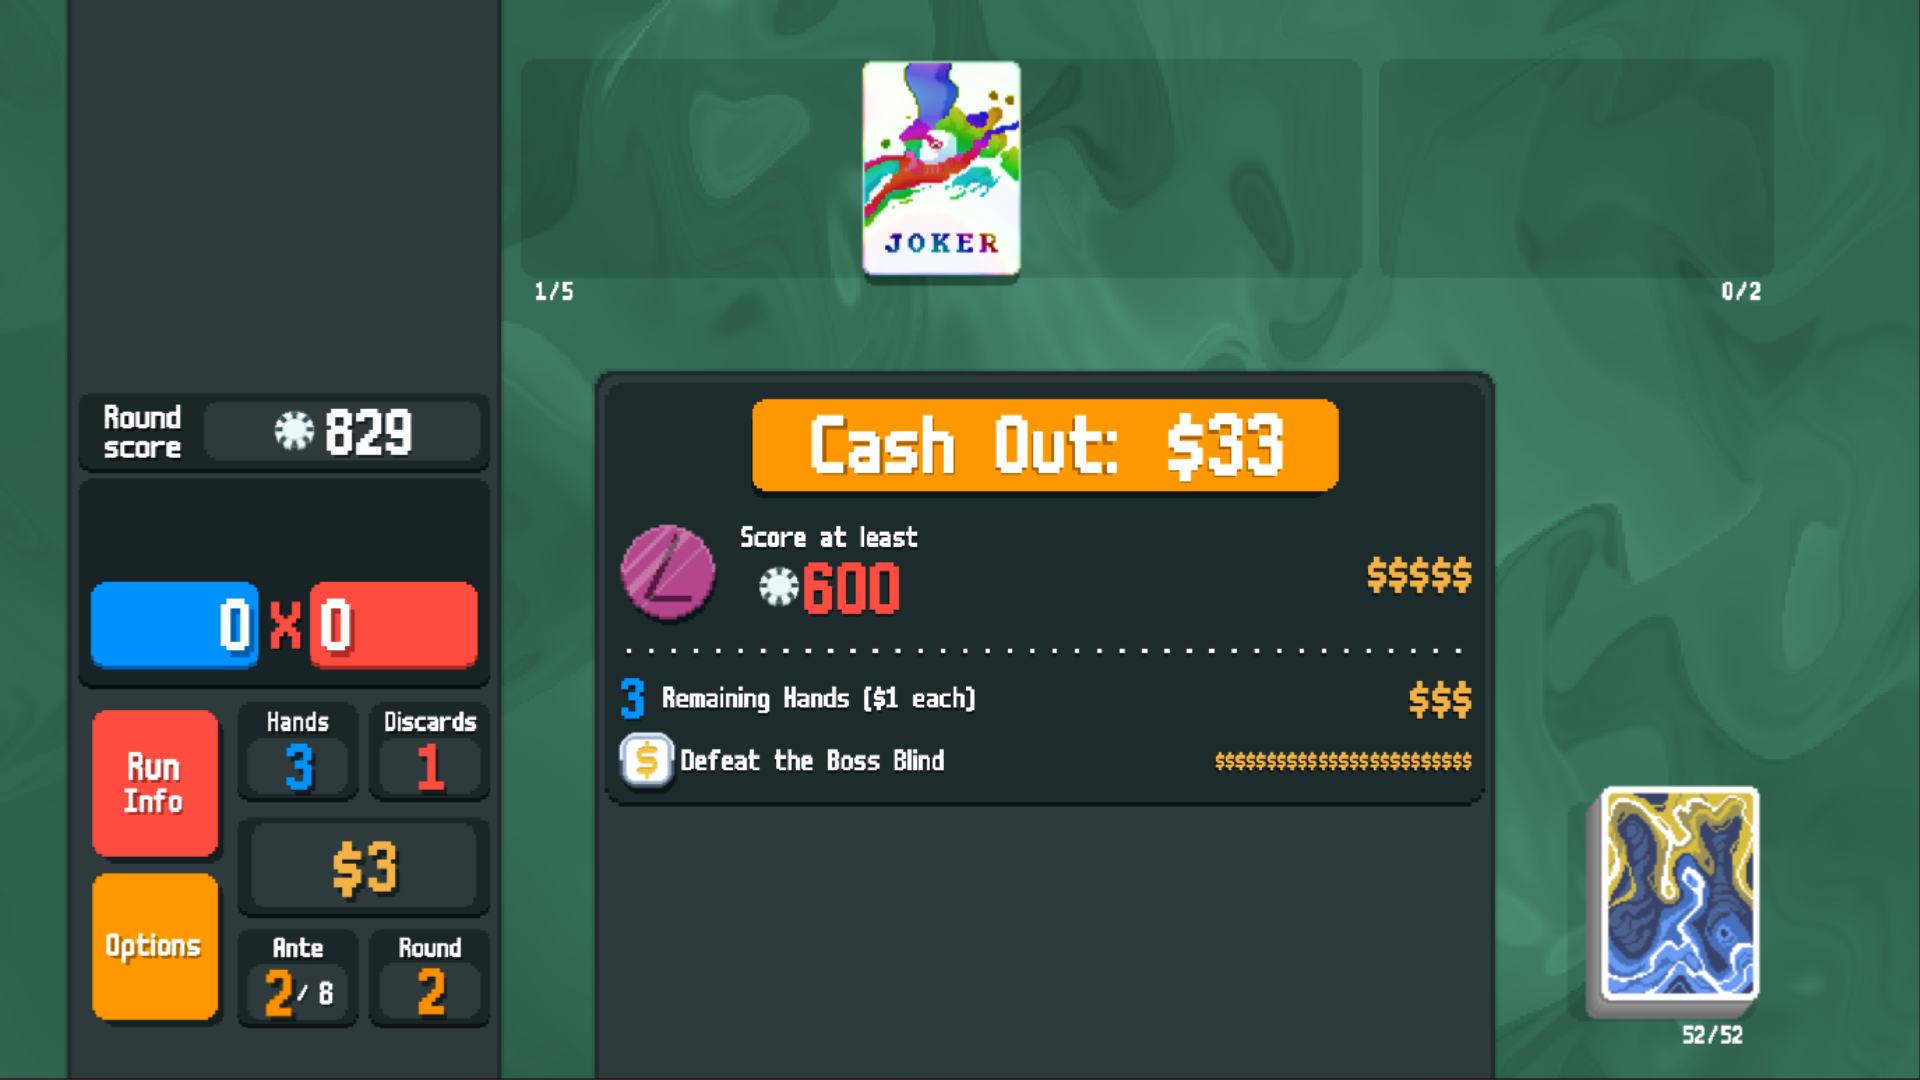 JOKER
1/5
0/2
Round
score
829
Cash Out: $33
Score at least
600
$$$$$
0 X 0
3 Remaining Hands ($1 each)
$$$
$ Defeat the Boss Blind
$$$$$$$$$$$$$$$$$$$$$$$$$
Run
Info
Hands
3
Discards
1
$3
Options
Ante
2/8
Round
2
52/52